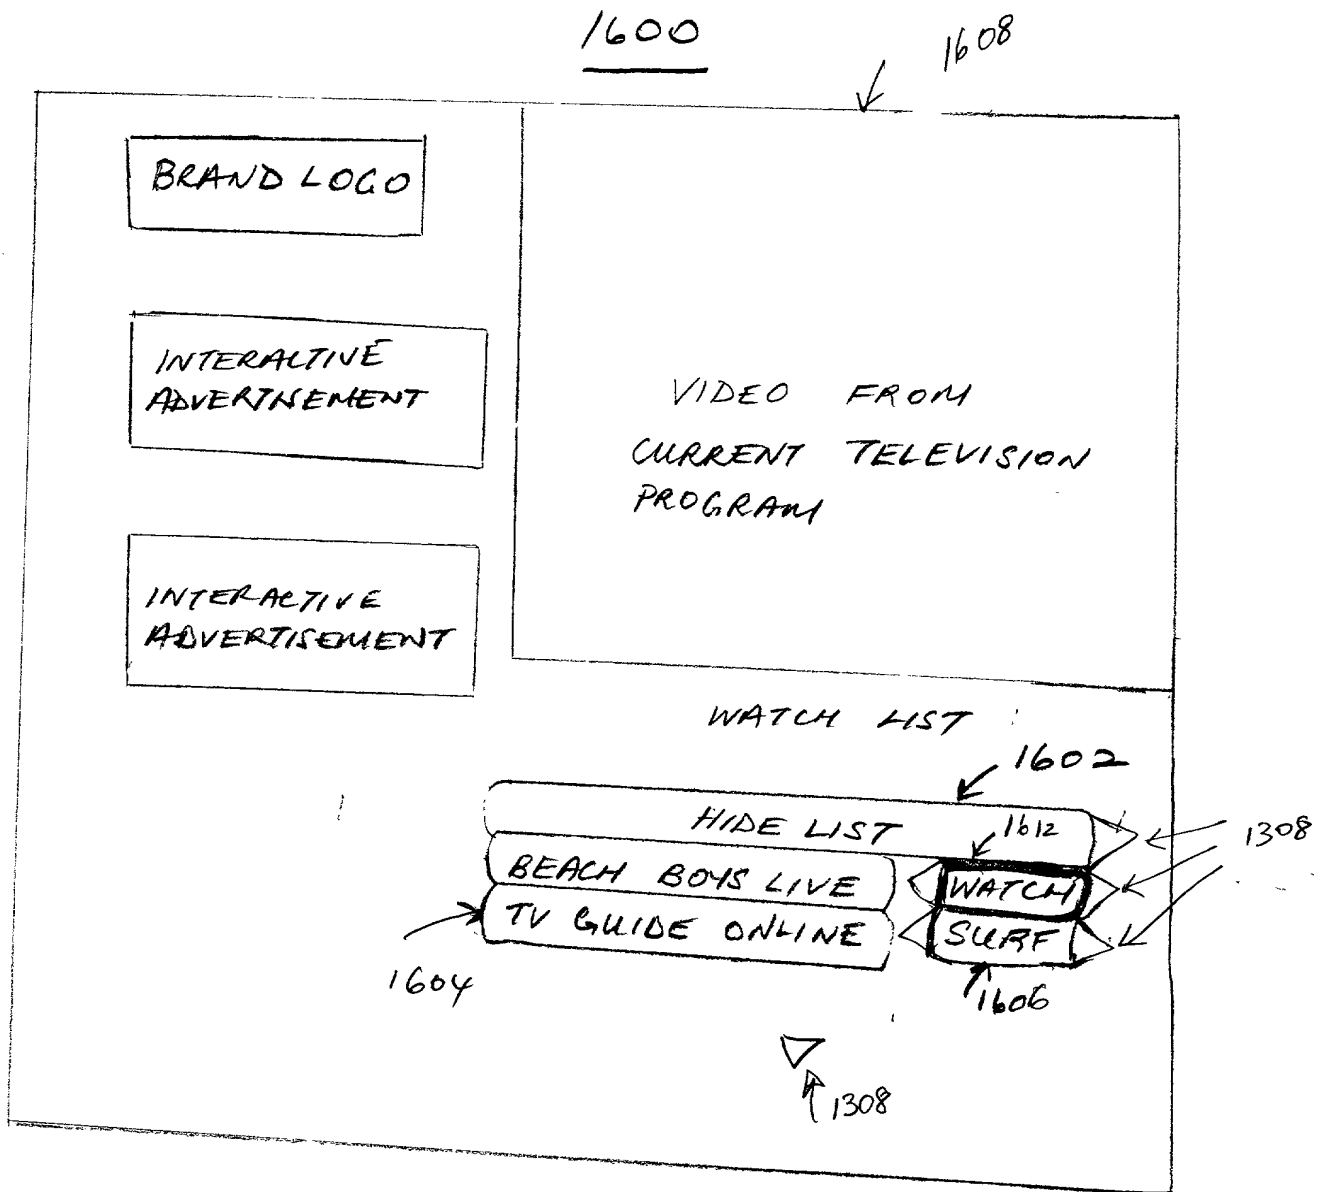 1600
1608
BRAND LOGO
INTERACTIVE
ADVERTISEMENT
VIDEO FROM
CURRENT TELEVISION
PROGRAM
INTERACTIVE
ADVERTISEMENT
WATCH LIST
1602
HIDE LIST
1612
1308
BEACH BOYS LIVE
WATCH
TV GUIDE ONLINE
SURF
1604
1606
1308